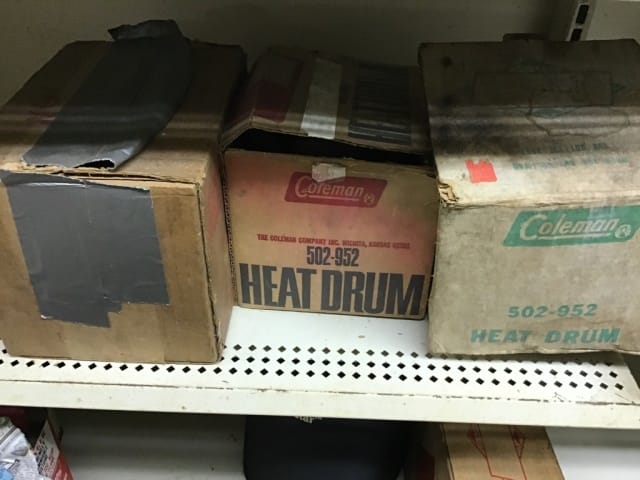 Coleman
THE COLEMAN COMPANY INC. WICHITA, KANSAS 67201
502-952
HEAT DRUM
Coleman
502-952
HEAT DRUM